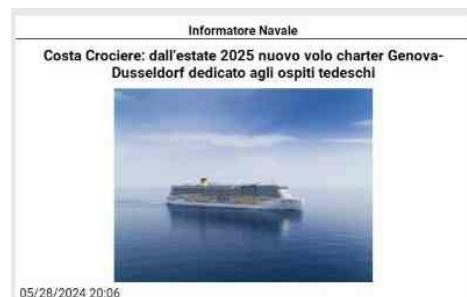 Informatore Navale
Costa Crociere: dall'estate 2025 nuovo volo charter Genova-
Dusseldorf dedicato agli ospiti tedeschi
05/28/2024 20:06